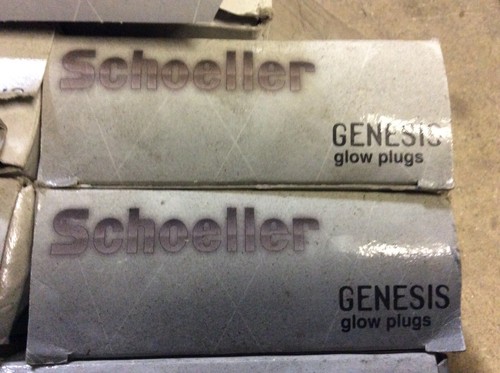 Schoeller
GENESIS
glow plugs
Schoeller
GENESIS
glow plugs